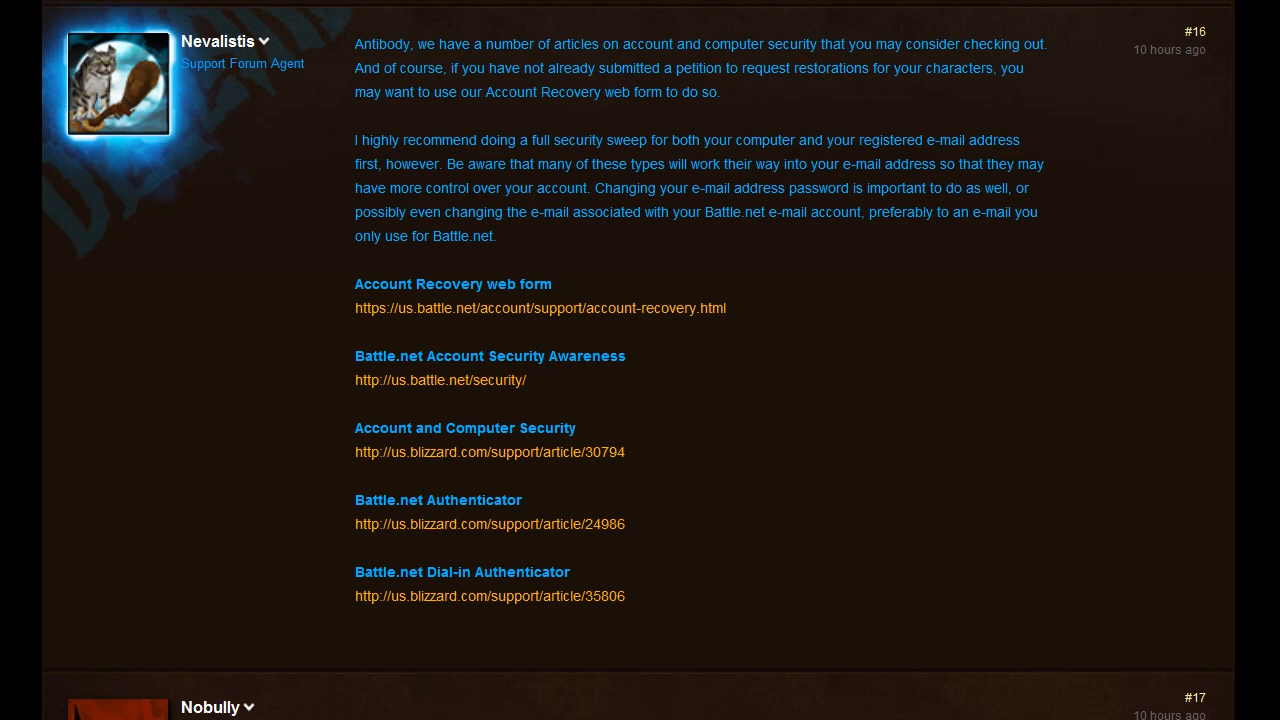 Nevalistis
Support Forum Agent
#16
10 hours ago
Antibody, we have a number of articles on account and computer security that you may consider checking out.
And of course, if you have not already submitted a petition to request restorations for your characters, you
may want to use our Account Recovery web form to do so.
I highly recommend doing a full security sweep for both your computer and your registered e-mail address
first, however. Be aware that many of these types will work their way into your e-mail address so that they may
have more control over your account. Changing your e-mail address password is important to do as well, or
possibly even changing the e-mail associated with your Battle.net e-mail account, preferably to an e-mail you
only use for Battle.net.
Account Recovery web form
https://us.battle.net/account/support/account-recovery.html
Battle.net Account Security Awareness
http://us.battle.net/security/
Account and Computer Security
http://us.blizzard.com/support/article/30794
Battle.net Authenticator
http://us.blizzard.com/support/article/24986
Battle.net Dial-in Authenticator
http://us.blizzard.com/support/article/35806
Nobully
#17
10 hours ago